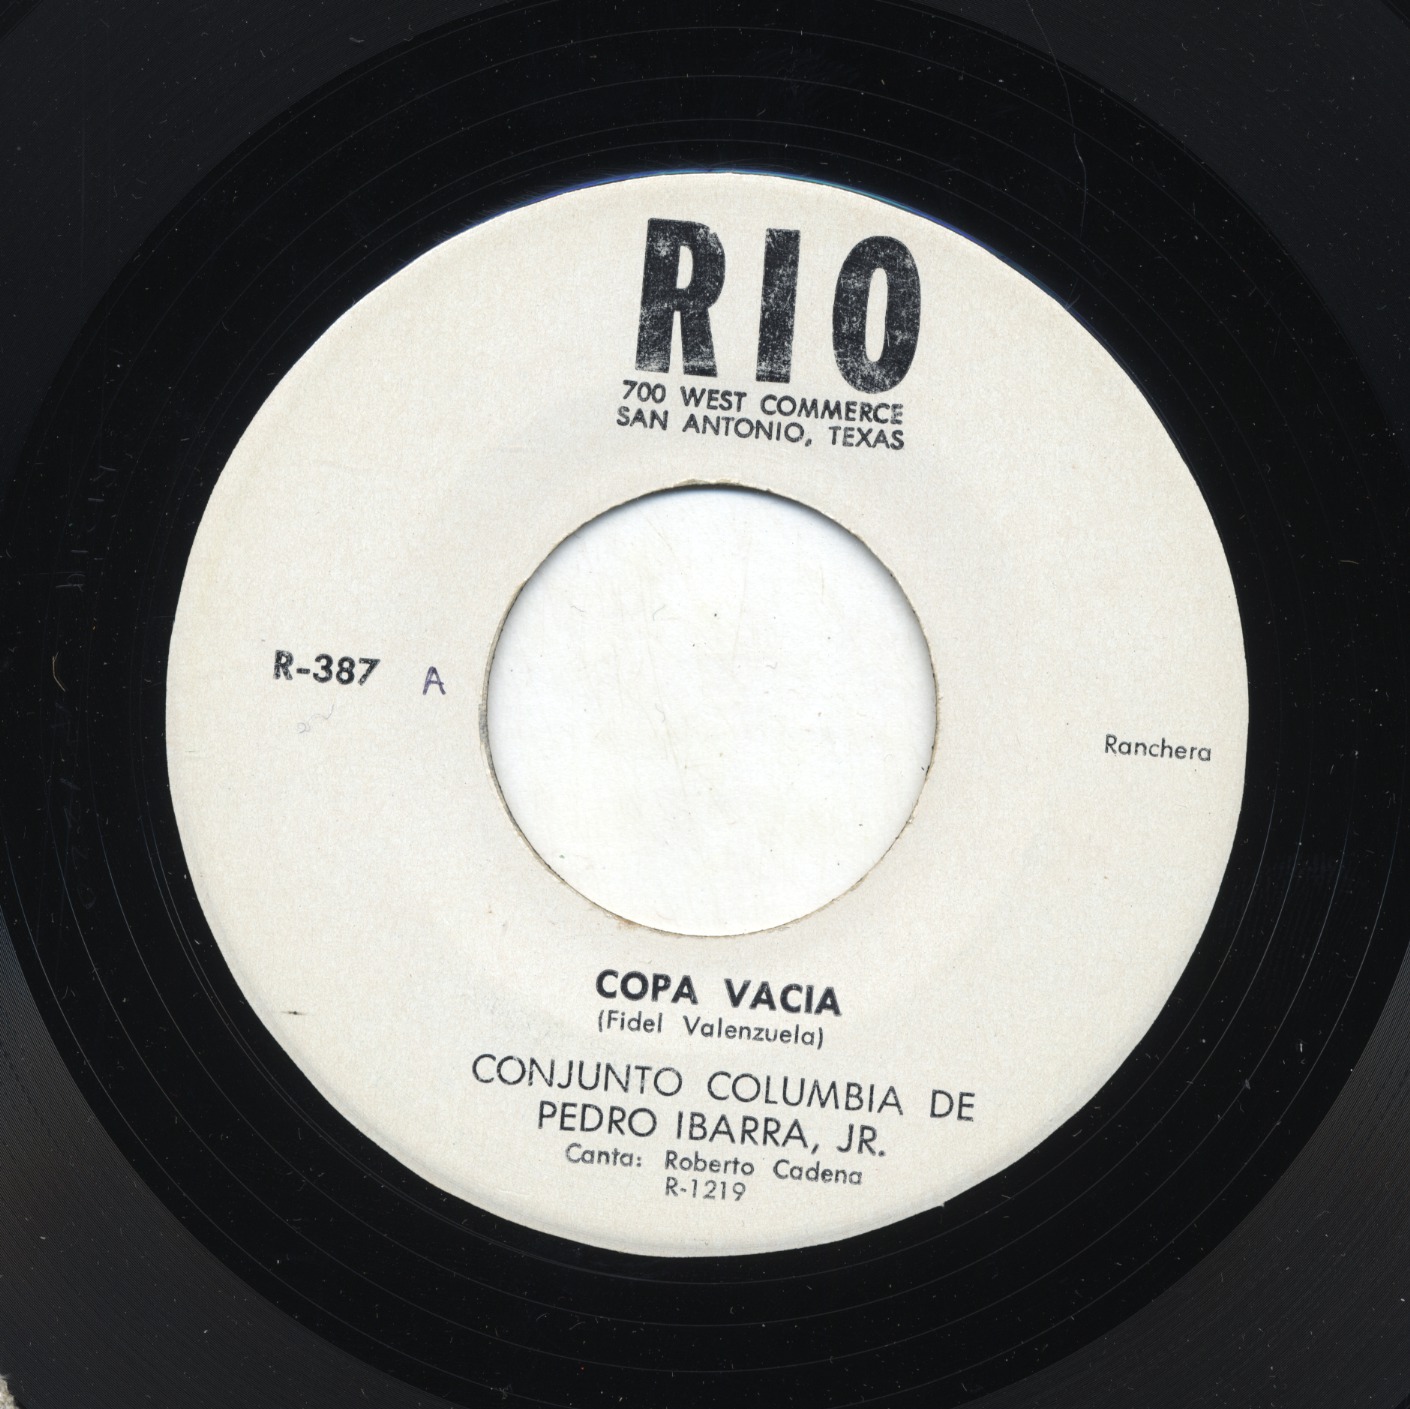 RIO
700 WEST COMMERCE
SAN ANTONIO, TEXAS
R-387 A
Ranchera
COPA VACIA
(Fidel Valenzuela)
CONJUNTO COLUMBIA DE
PEDRO IBARRA, JR.
Canta: Roberto Cadena
R-1219